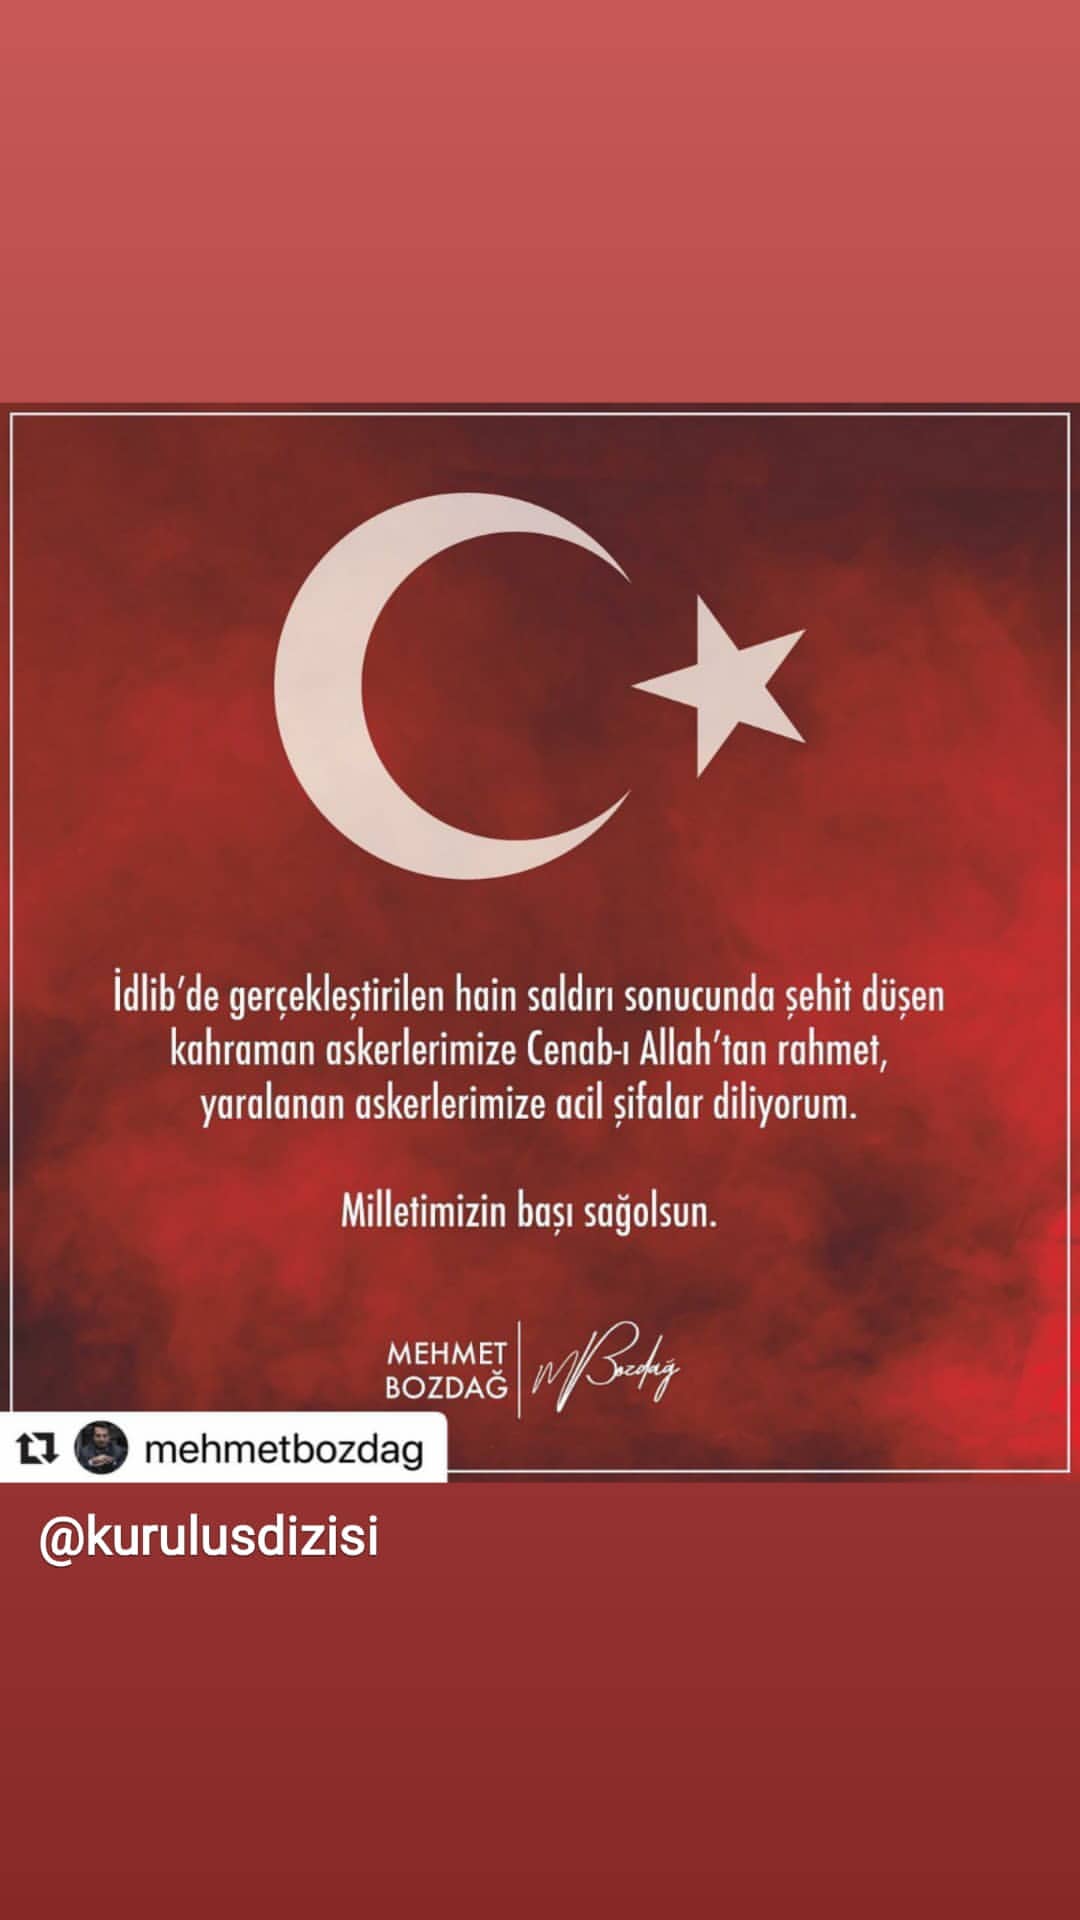 İdlib’de gerçekleştirilen hain saldırı sonucunda şehit düşen
kahraman askerlerimize Cenab-ı Allah’tan rahmet,
yaralanan askerlerimize acil şifalar diliyorum.
Milletimizin başı sağolsun.
MEHMET
BOZDAĞ
MBozdağ
mehmetbozdag
@kurulusdizisi